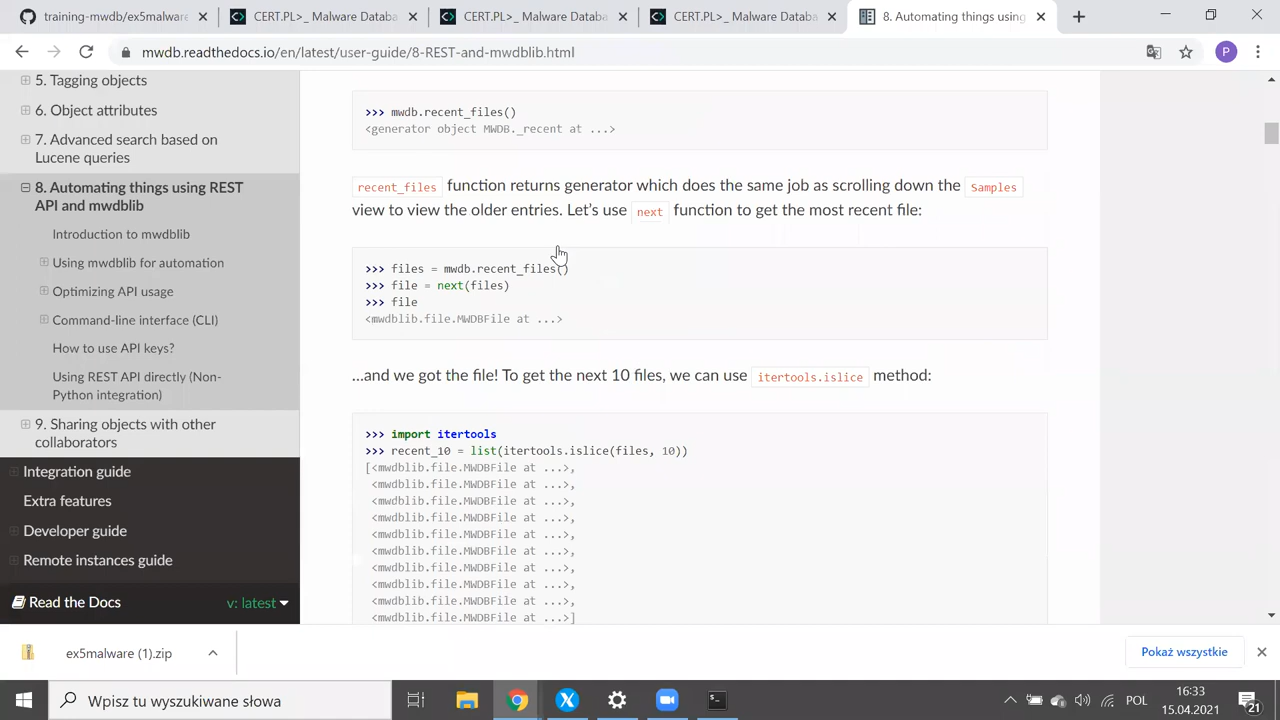 training-mwdb/ex5malware
CERT.PL>_ Malware Databa
CERT.PL>_ Malware Databa
CERT.PL>_ Malware Databa
8. Automating things using
mwdb.readthedocs.io/en/latest/user-guide/8-REST-and-mwdblib.html
P
5. Tagging objects
6. Object attributes
7. Advanced search based on
Lucene queries
8. Automating things using REST
API and mwdblib
Introduction to mwdblib
Using mwdblib for automation
Optimizing API usage
Command-line interface (CLI)
How to use API keys?
Using REST API directly (Non-
Python integration)
9. Sharing objects with other
collaborators
Integration guide
Extra features
Developer guide
Remote instances guide
Read the Docs
v: latest
>>> mwdb.recent_files()
<generator object MWDB._recent at ...>
recent_files function returns generator which does the same job as scrolling down the Samples
view to view the older entries. Let's use next function to get the most recent file:
>>> files = mwdb.recent_files()
>>> file = next(files)
>>> file
<mwdblib.file.MWDBFile at ...>
...and we got the file! To get the next 10 files, we can use itertools.islice method:
>>> import itertools
>>> recent_10 = list(itertools.islice(files, 10))
[<mwdblib.file.MWDBFile at ...>,
<mwdblib.file.MWDBFile at ...>,
<mwdblib.file.MWDBFile at ...>,
<mwdblib.file.MWDBFile at ...>,
<mwdblib.file.MWDBFile at ...>,
<mwdblib.file.MWDBFile at ...>,
<mwdblib.file.MWDBFile at ...>,
<mwdblib.file.MWDBFile at ...>,
<mwdblib.file.MWDBFile at ...>,
<mwdblib.file.MWDBFile at ...>]
ex5malware (1).zip
Pokaż wszystkie
Wpisz tu wyszukiwane słowa
POL
16:33
15.04.2021
21